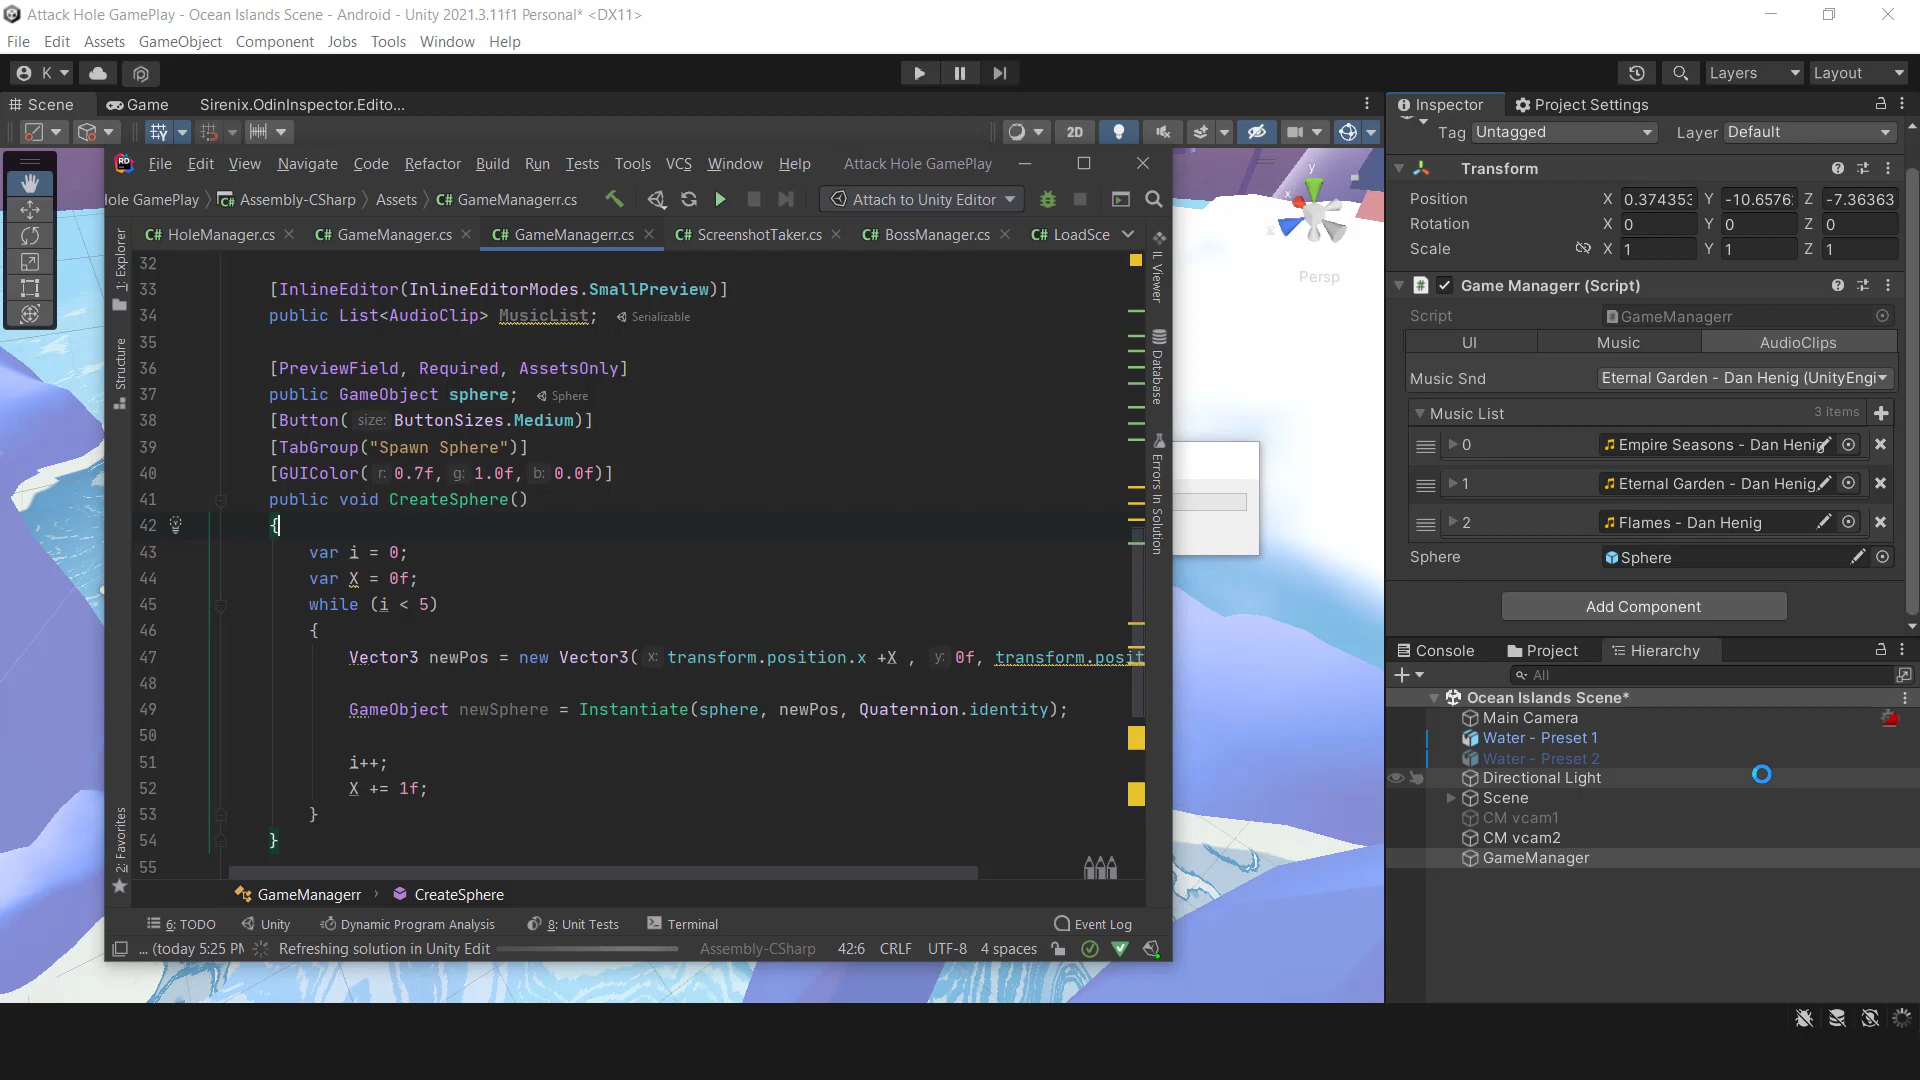 Attack Hole GamePlay - Ocean Islands Scene - Android - Unity 2021.3.11f1 Personal* <DX11>
File Edit Assets GameObject Component Jobs Tools Window Help
K
Layers Layout
Scene Game Sirenix.OdinInspector.Edito...
2D
Inspector Project Settings
Tag Untagged Layer Default
Transform
Position X 0.374353 Y -10.6576 Z -7.36363
Rotation X 0 Y 0 Z 0
Scale X 1 Y 1 Z 1
Game Managerr (Script)
Script GameManagerr
UI Music AudioClips
Music Snd Eternal Garden - Dan Henig (UnityEngi
Music List 3 items
0 Empire Seasons - Dan Henig
1 Eternal Garden - Dan Henig
2 Flames - Dan Henig
Sphere Sphere
Add Component
Console Project Hierarchy
All
Ocean Islands Scene*
Main Camera
Water - Preset 1
Water - Preset 2
Directional Light
Scene
CM vcam1
CM vcam2
GameManager
y
x
z
Persp
RD File Edit View Navigate Code Refactor Build Run Tests Tools VCS Window Help Attack Hole GamePlay
ole GamePlay Assembly-CSharp Assets C# GameManagerr.cs Attach to Unity Editor
C# HoleManager.cs C# GameManager.cs C# GameManagerr.cs C# ScreenshotTaker.cs C# BossManager.cs C# LoadSce
1: Explorer
Structure
2: Favorites
IL Viewer
Database
Errors In Solution
32
33 [InlineEditor(InlineEditorModes.SmallPreview)]
34 public List<AudioClip> MusicList; Serializable
35
36 [PreviewField, Required, AssetsOnly]
37 public GameObject sphere; Sphere
38 [Button( size: ButtonSizes.Medium)]
39 [TabGroup("Spawn Sphere")]
40 [GUIColor( r: 0.7f, g: 1.0f, b: 0.0f)]
41 public void CreateSphere()
42 {
43 var i = 0;
44 var X = 0f;
45 while (i < 5)
46 {
47 Vector3 newPos = new Vector3( x: transform.position.x +X , y: 0f, transform.posit
48
49 GameObject newSphere = Instantiate(sphere, newPos, Quaternion.identity);
50
51 i++;
52 X += 1f;
53 }
54 }
55
GameManagerr CreateSphere
6: TODO Unity Dynamic Program Analysis 8: Unit Tests Terminal Event Log
... (today 5:25 PM Refreshing solution in Unity Edit Assembly-CSharp 42:6 CRLF UTF-8 4 spaces